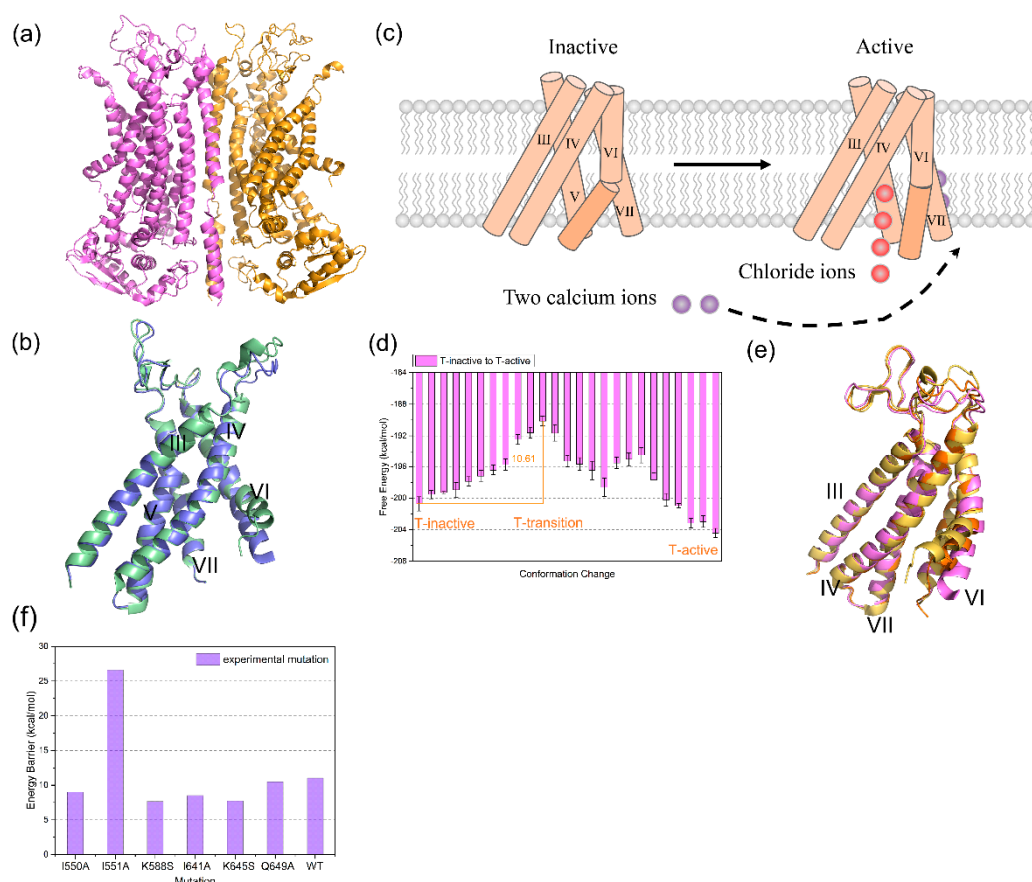 (a)
(b)
III
IV
V
VI
VII
(c)
Inactive
Active
III
IV
VI
V
VII
III
IV
VI
VII
Chloride ions
Two calcium ions
(d)
T-inactive to T-active
-184
-188
-192
-196
-200
-204
-208
Free Energy (kcal/mol)
10.61
T-inactive
T-transition
T-active
Conformation Change
(e)
III
IV
VII
VI
(f)
experimental mutation
30
25
20
15
10
5
0
Energy Barrier (kcal/mol)
I550A I551A K588S I641A K645S Q649A WT
Mutation